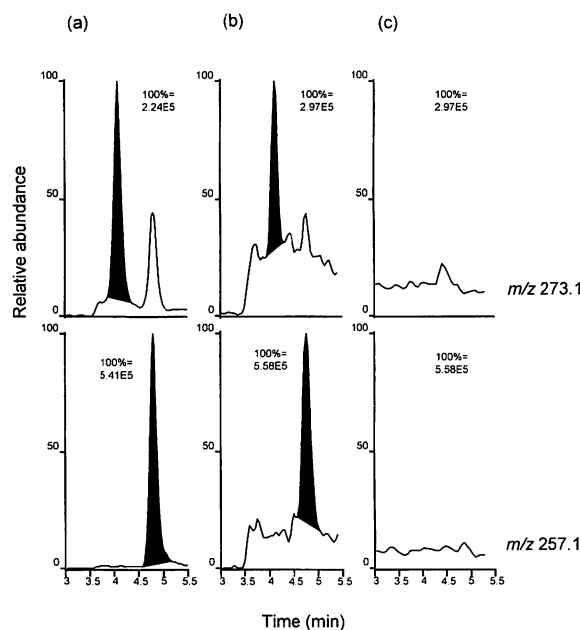 (a) (b) (c)
100 100 100
100%= 100%= 100%=
2.24E5 2.97E5 2.97E5
50 50 50
Relative abundance
0 0 0
m/z 273.1
100 100 100
100%= 100%= 100%=
5.41E5 5.58E5 5.58E5
50 50 50
0 0 0
m/z 257.1
3 3.5 4 4.5 5 5.5 3 3.5 4 4.5 5 5.5 3 3.5 4 4.5 5 5.5
Time (min)